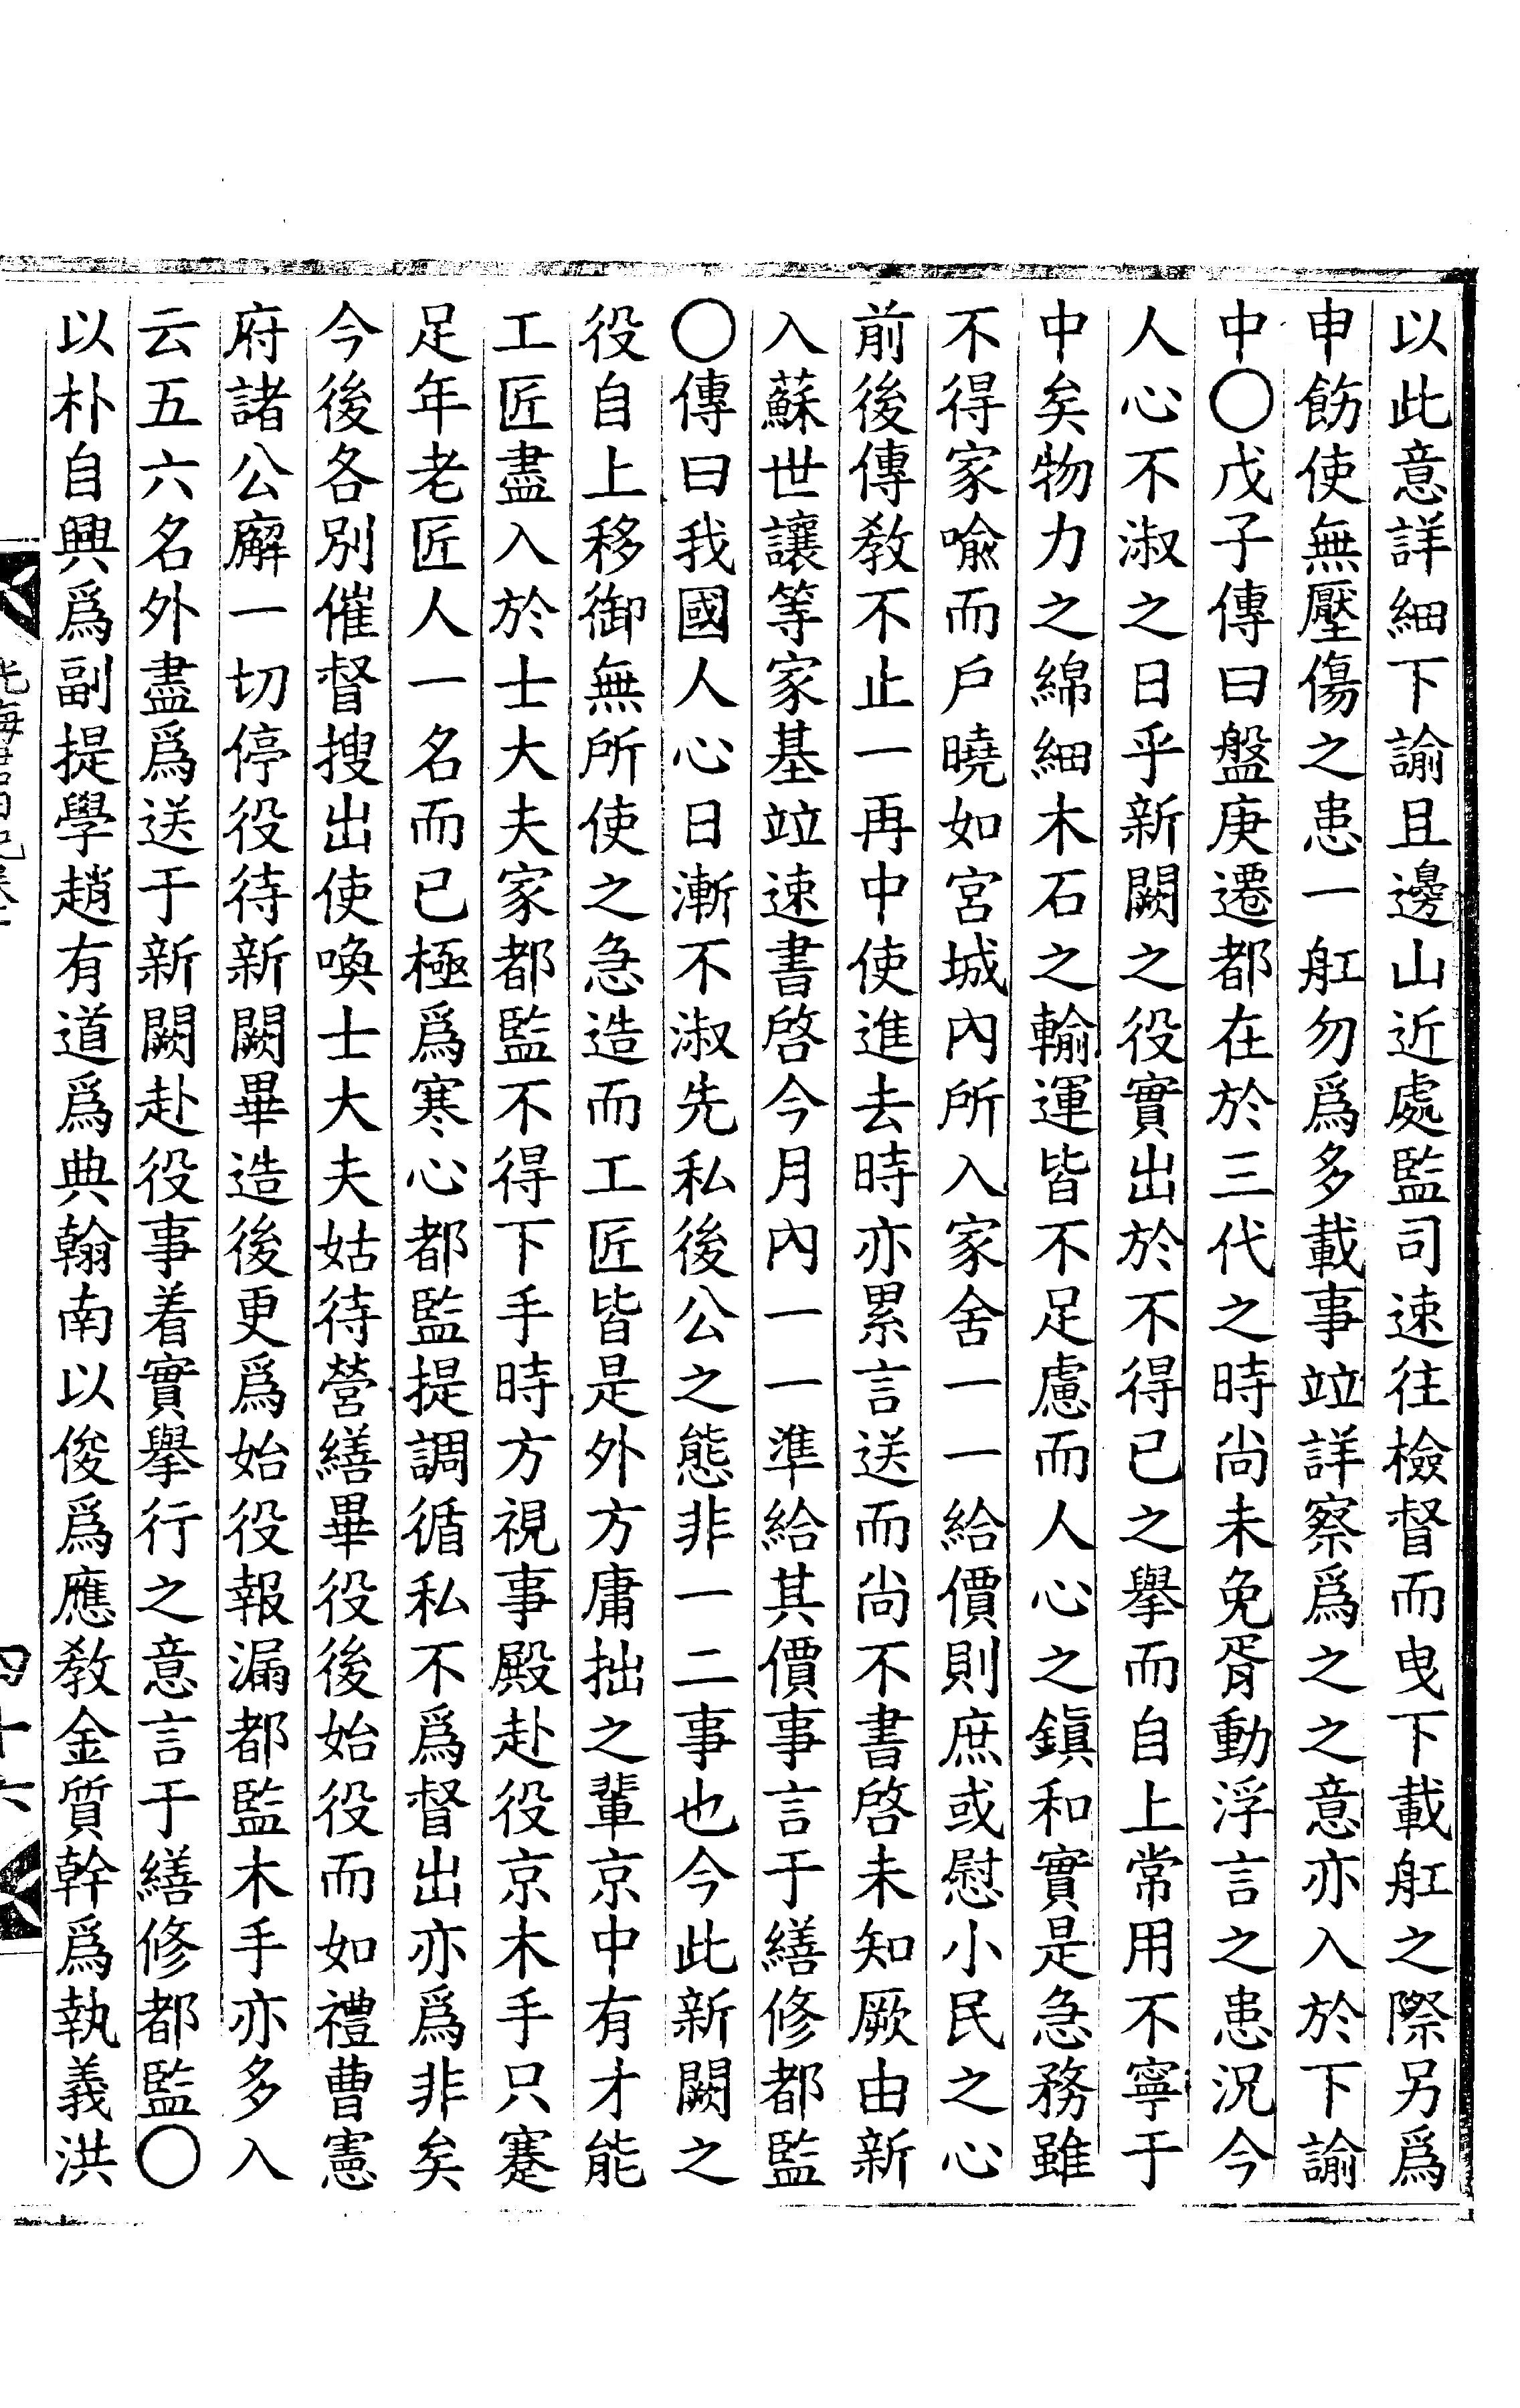 以此意詳細下諭且邊山近處監司速往檢督而曳下載舡之際另爲
申飭使無壓傷之患一舡勿爲多載事竝詳察爲之之意亦入於下諭
中〇戊子傳曰盤庚遷都在於三代之時尙未免胥動浮言之患況今
人心不淑之日乎新闕之役實出於不得已之擧而自上常用不寧于
中矣物力之綿細木石之輸運皆不足慮而人心之鎭和實是急務雖
不得家喩而戶曉如宮城內所入家舍一一給價則庶或慰小民之心
前後傳敎不止一再中使進去時亦累言送而尙不書啓未知厥由新
入蘇世讓等家基竝速書啓今月內一一準給其價事言于繕修都監
〇傳曰我國人心日漸不淑先私後公之態非一二事也今此新闕之
役自上移御無所使之急造而工匠皆是外方庸拙之輩京中有才能
工匠盡入於士大夫家都監不得下手時方視事殿赴役京木手只蹇
足年老匠人一名而已極爲寒心都監提調循私不爲督出亦爲非矣
今後各別催督搜出使喚士大夫姑待營繕畢役後始役而如禮曹憲
府諸公廨一切停役待新闕畢造後更爲始役報漏都監木手亦多入
云五六名外盡爲送于新闕赴役事着實擧行之意言于繕修都監〇
以朴自興爲副提學趙有道爲典翰南以俊爲應敎金質幹爲執義洪